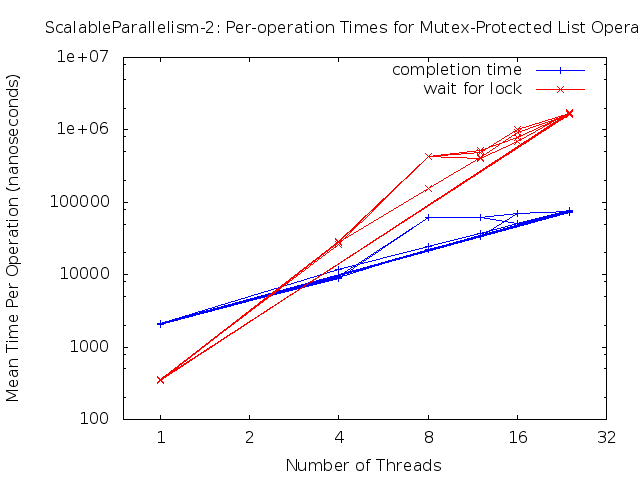 ScalableParallelism-2: Per-operation Times for Mutex-Protected List Opera
1e+07
1e+06
100000
10000
1000
100
Mean Time Per Operation (nanoseconds)
completion time
wait for lock
1 2 4 8 16 32
Number of Threads